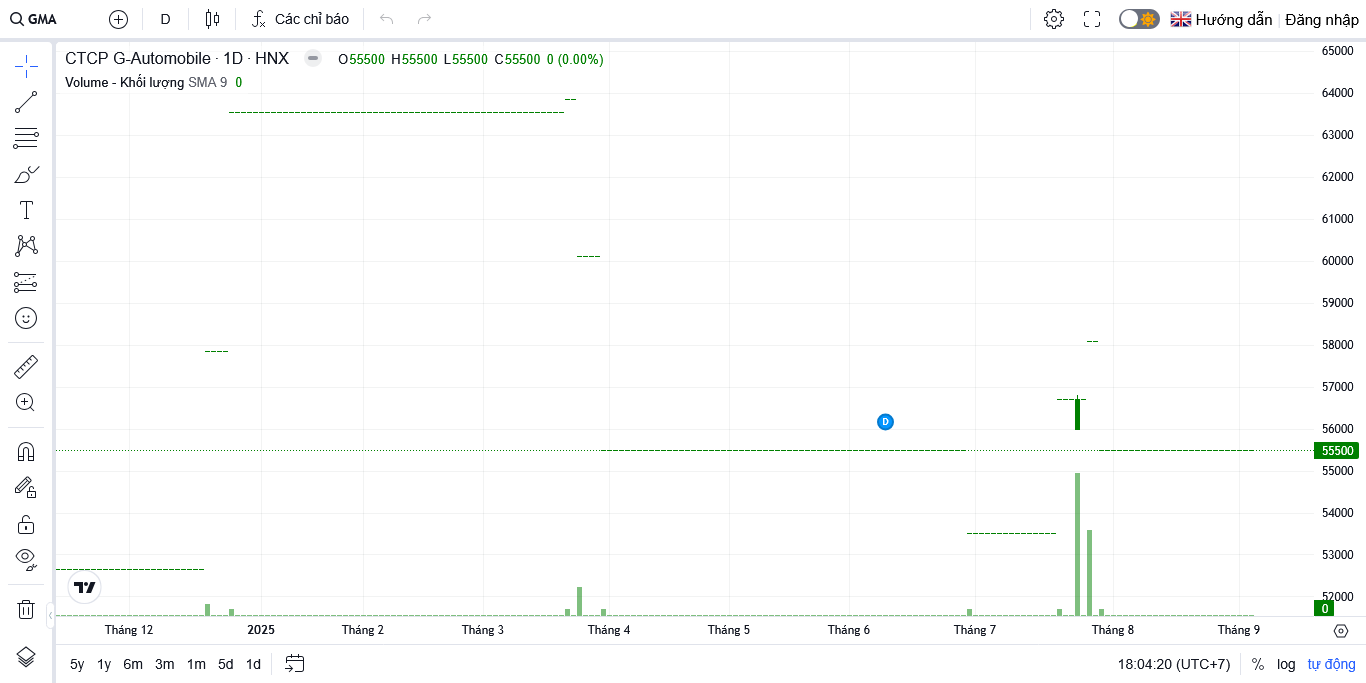 GMA D Các chỉ báo Hướng dẫn Đăng nhập
CTCP G-Automobile · 1D · HNX O55500 H55500 L55500 C55500 0 (0.00%)
Volume - Khối lượng SMA 9 0
65000
64000
63000
62000
61000
60000
59000
58000
57000
D
56000
55500
55000
54000
53000
52000
0
Tháng 12 2025 Tháng 2 Tháng 3 Tháng 4 Tháng 5 Tháng 6 Tháng 7 Tháng 8 Tháng 9
5y 1y 6m 3m 1m 5d 1d 18:04:20 (UTC+7) % log tự động